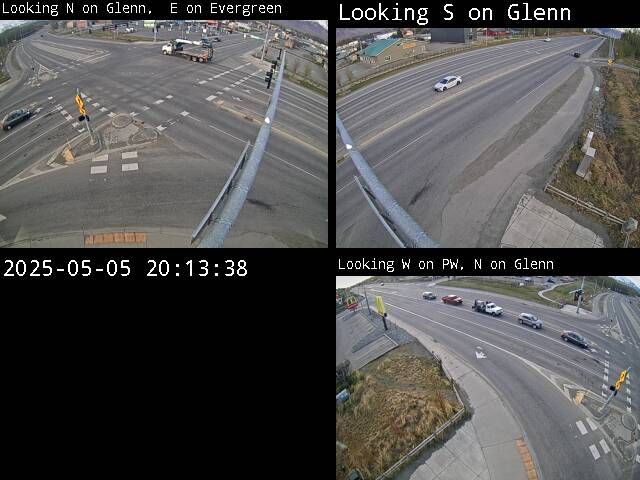 Looking N on Glenn,  E on Evergreen
Looking S on Glenn
2025-05-05 20:13:38
Looking W on PW, N on Glenn